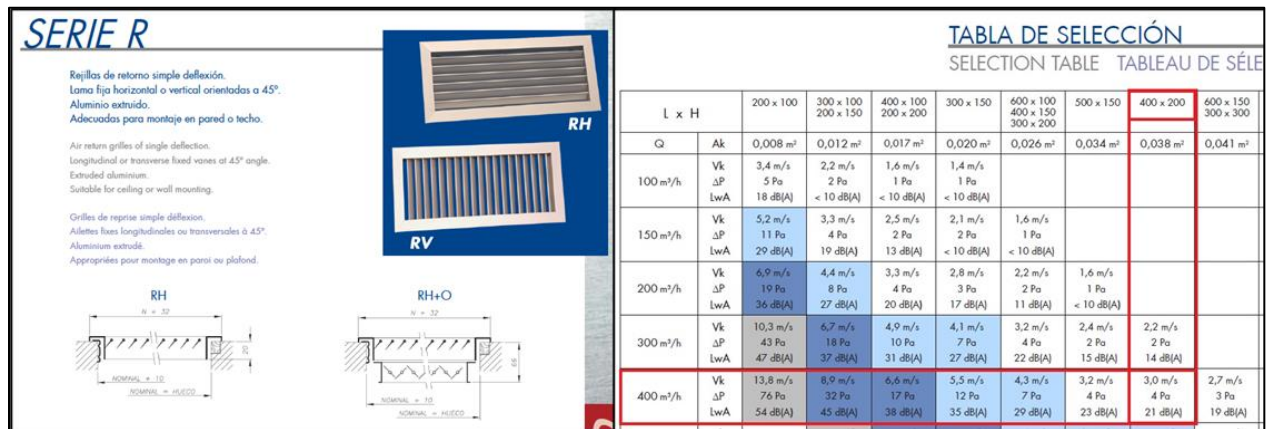 SERIE R
Rejillas de retorno simple deflexión.
Lama fija horizontal o vertical orientadas a 45º.
Aluminio extruido.
Adecuadas para montaje en pared o techo.
Air return grilles of single deflection.
Longitudinal or transverse fixed vanes at 45º angle.
Extruded aluminium.
Suitable for ceiling or wall mounting.
Grilles de reprise simple déflexion.
Ailettes fixes longitudinales ou transversales à 45º.
Aluminium extrudé.
Appropriées pour montage en paroi ou plafond.
RH
RV
RH
N + 32
20
NOMINAL + 10
NOMINAL = HUECO
RH+O
N + 32
66
NOMINAL + 10
NOMINAL = HUECO
TABLA DE SELECCIÓN
SELECTION TABLE TABLEAU DE SÉLE
L x H 200 x 100 300 x 100 400 x 100 300 x 150 600 x 100 500 x 150 400 x 200 600 x 150
200 x 150 200 x 200 400 x 150 300 x 300
300 x 200
Q Ak 0,008 m² 0,012 m² 0,017 m² 0,020 m² 0,026 m² 0,034 m² 0,038 m² 0,041 m²
Vk 3,4 m/s 2,2 m/s 1,6 m/s 1,4 m/s
100 m³/h ΔP 5 Pa 2 Pa 1 Pa 1 Pa
LwA 18 dB(A) < 10 dB(A) < 10 dB(A) < 10 dB(A)
Vk 5,2 m/s 3,3 m/s 2,5 m/s 2,1 m/s 1,6 m/s
150 m³/h ΔP 11 Pa 4 Pa 2 Pa 2 Pa 1 Pa
LwA 29 dB(A) 19 dB(A) 13 dB(A) < 10 dB(A) < 10 dB(A)
Vk 6,9 m/s 4,4 m/s 3,3 m/s 2,8 m/s 2,2 m/s 1,6 m/s
200 m³/h ΔP 19 Pa 8 Pa 4 Pa 3 Pa 2 Pa 1 Pa
LwA 36 dB(A) 27 dB(A) 20 dB(A) 17 dB(A) 11 dB(A) < 10 dB(A)
Vk 10,3 m/s 6,7 m/s 4,9 m/s 4,1 m/s 3,2 m/s 2,4 m/s 2,2 m/s
300 m³/h ΔP 43 Pa 18 Pa 10 Pa 7 Pa 4 Pa 2 Pa 2 Pa
LwA 47 dB(A) 37 dB(A) 31 dB(A) 27 dB(A) 22 dB(A) 15 dB(A) 14 dB(A)
Vk 13,8 m/s 8,9 m/s 6,6 m/s 5,5 m/s 4,3 m/s 3,2 m/s 3,0 m/s 2,7 m/s
400 m³/h ΔP 76 Pa 32 Pa 17 Pa 12 Pa 7 Pa 4 Pa 4 Pa 3 Pa
LwA 54 dB(A) 45 dB(A) 38 dB(A) 35 dB(A) 29 dB(A) 23 dB(A) 21 dB(A) 19 dB(A)